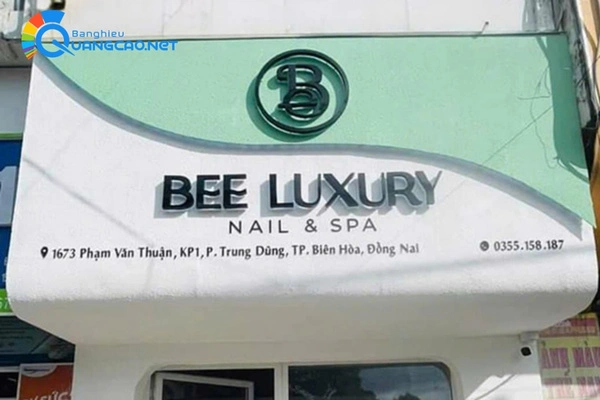 Banghieu
QUANGCAO.NET
B
BEE LUXURY
NAIL & SPA
1673 Phạm Văn Thuận, KP1, P. Trung Dũng, TP. Biên Hòa, Đồng Nai
0355.158.187